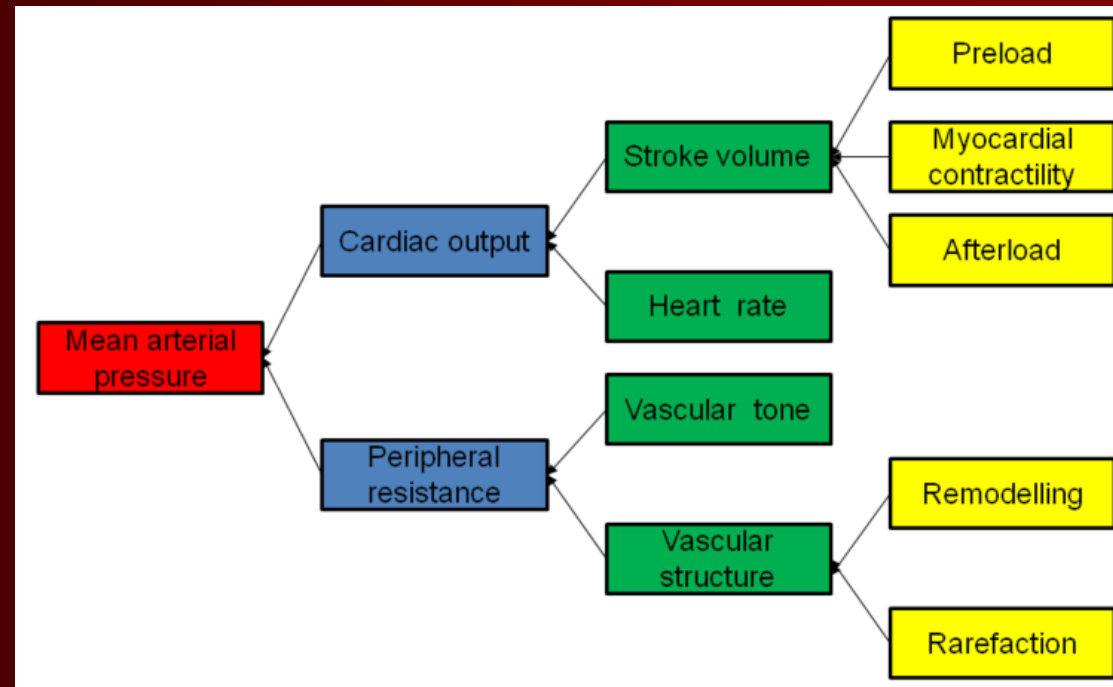 Preload
Stroke volume
Myocardial
contractility
Cardiac output
Afterload
Heart rate
Mean arterial
pressure
Vascular tone
Peripheral
resistance
Remodelling
Vascular
structure
Rarefaction